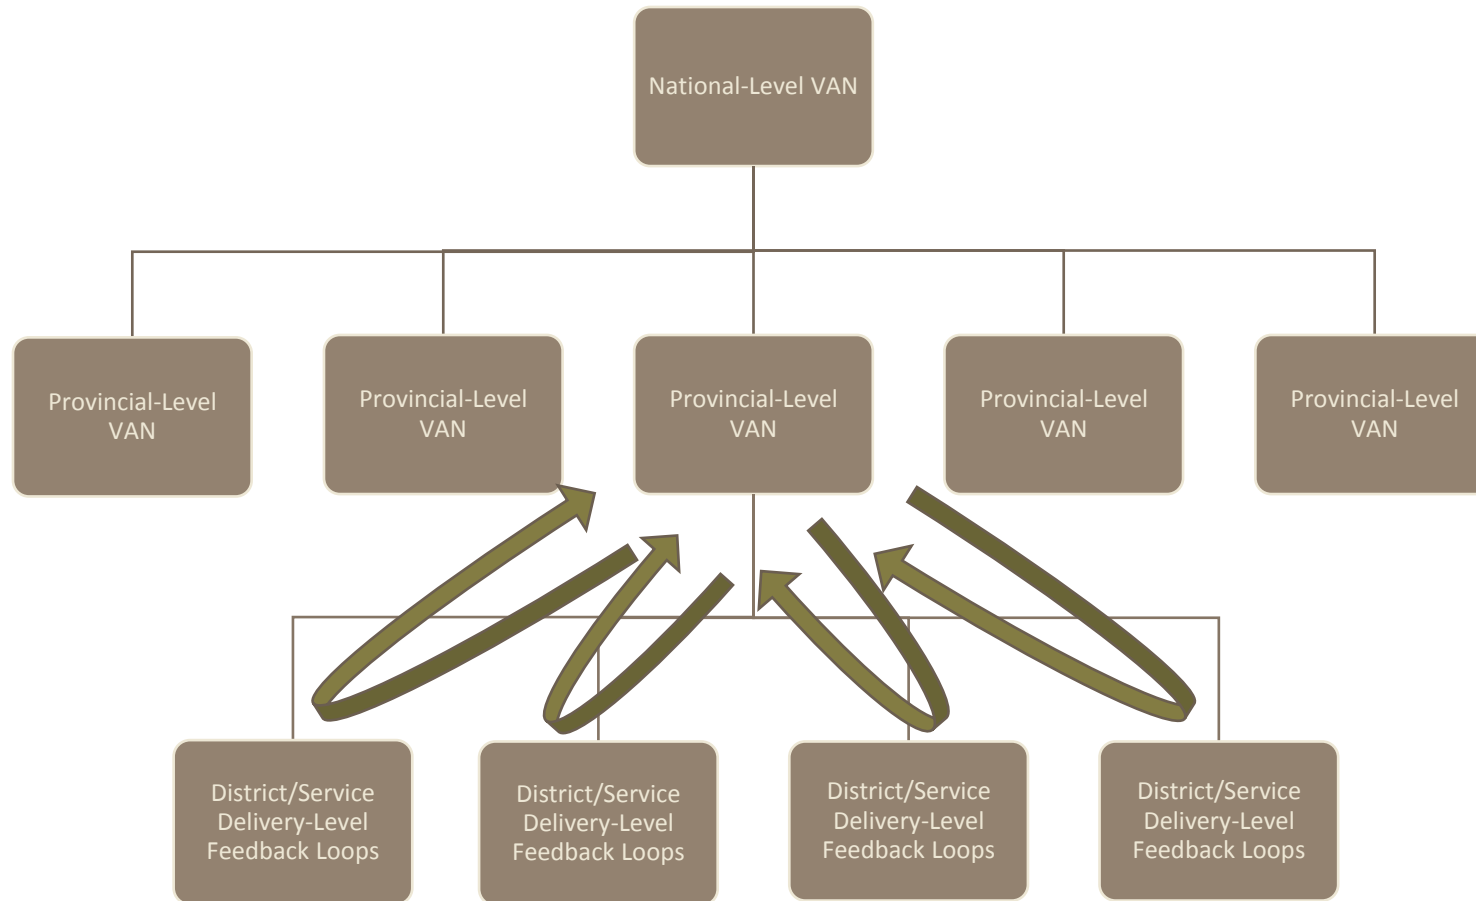 National-Level VAN
Provincial-Level
VAN
Provincial-Level
VAN
Provincial-Level
VAN
Provincial-Level
VAN
Provincial-Level
VAN
District/Service
Delivery-Level
Feedback Loops
District/Service
Delivery-Level
Feedback Loops
District/Service
Delivery-Level
Feedback Loops
District/Service
Delivery-Level
Feedback Loops